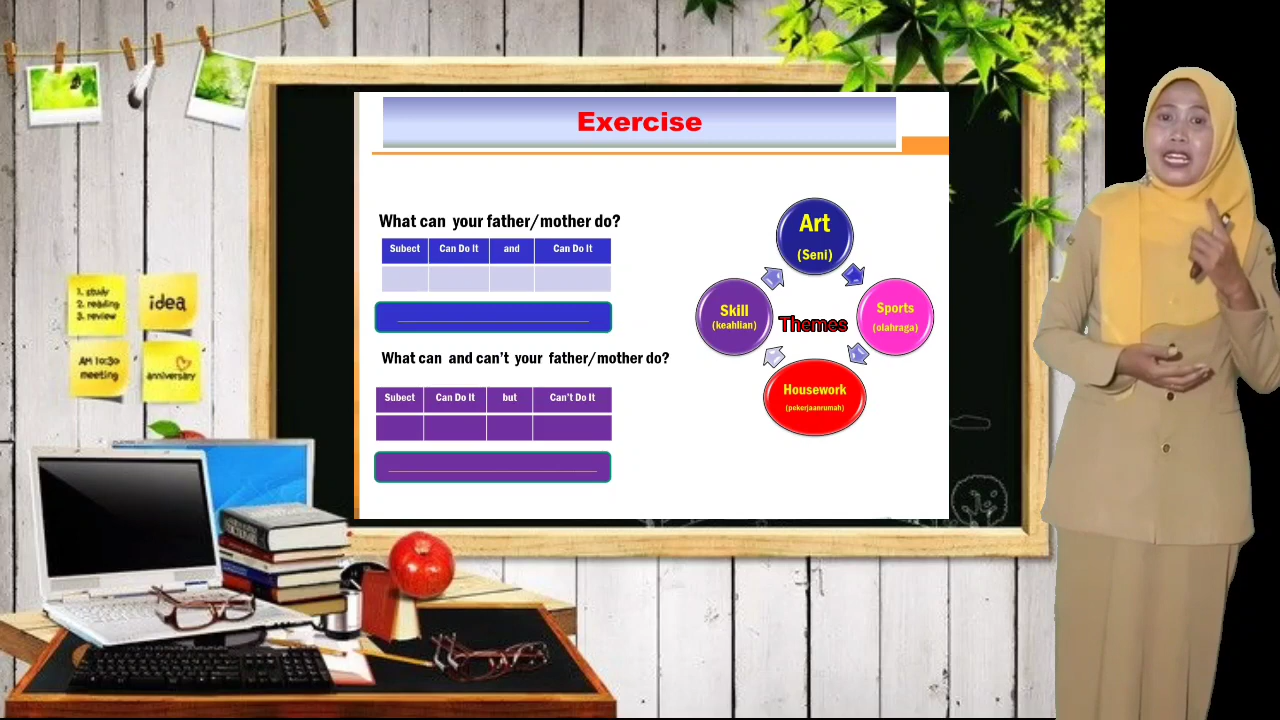 Exercise
What can your father/mother do?
Subect Can Do It and Can Do It
What can and can't your father/mother do?
Subect Can Do It but Can't Do It
Art
(Seni)
Sports
(olahraga)
Housework
(pekerjaanrumah)
Skill
(keahlian)
Themes
1. study
2. reading
3. review
idea
AM 10:30
meeting
anniversary